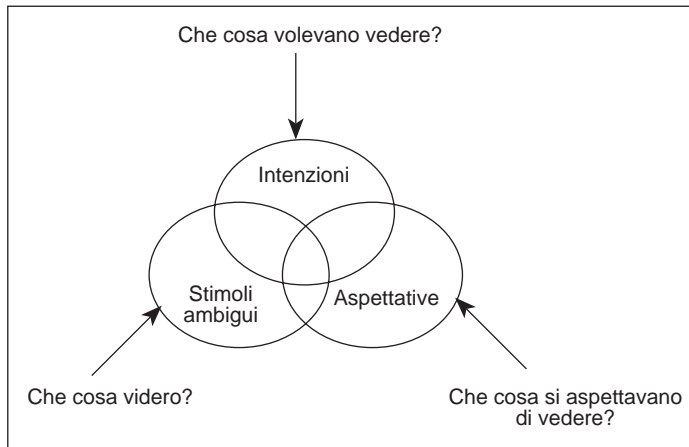 Che cosa volevano vedere?
Intenzioni
Stimoli
ambigui
Aspettative
Che cosa videro?
Che cosa si aspettavano
di vedere?